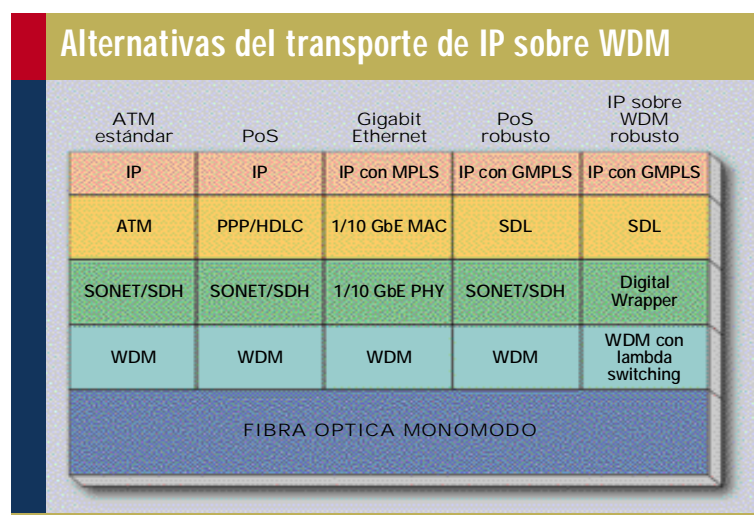 Alternativas del transporte de IP sobre WDM
ATM
estándar
PoS
Gigabit
Ethernet
PoS
robusto
IP sobre
WDM
robusto
IP
IP
IP con MPLS
IP con GMPLS
IP con GMPLS
ATM
PPP/HDLC
1/10 GbE MAC
SDL
SDL
SONET/SDH
SONET/SDH
1/10 GbE PHY
SONET/SDH
Digital
Wrapper
WDM
WDM
WDM
WDM
WDM con
lambda
switching
FIBRA OPTICA MONOMODO